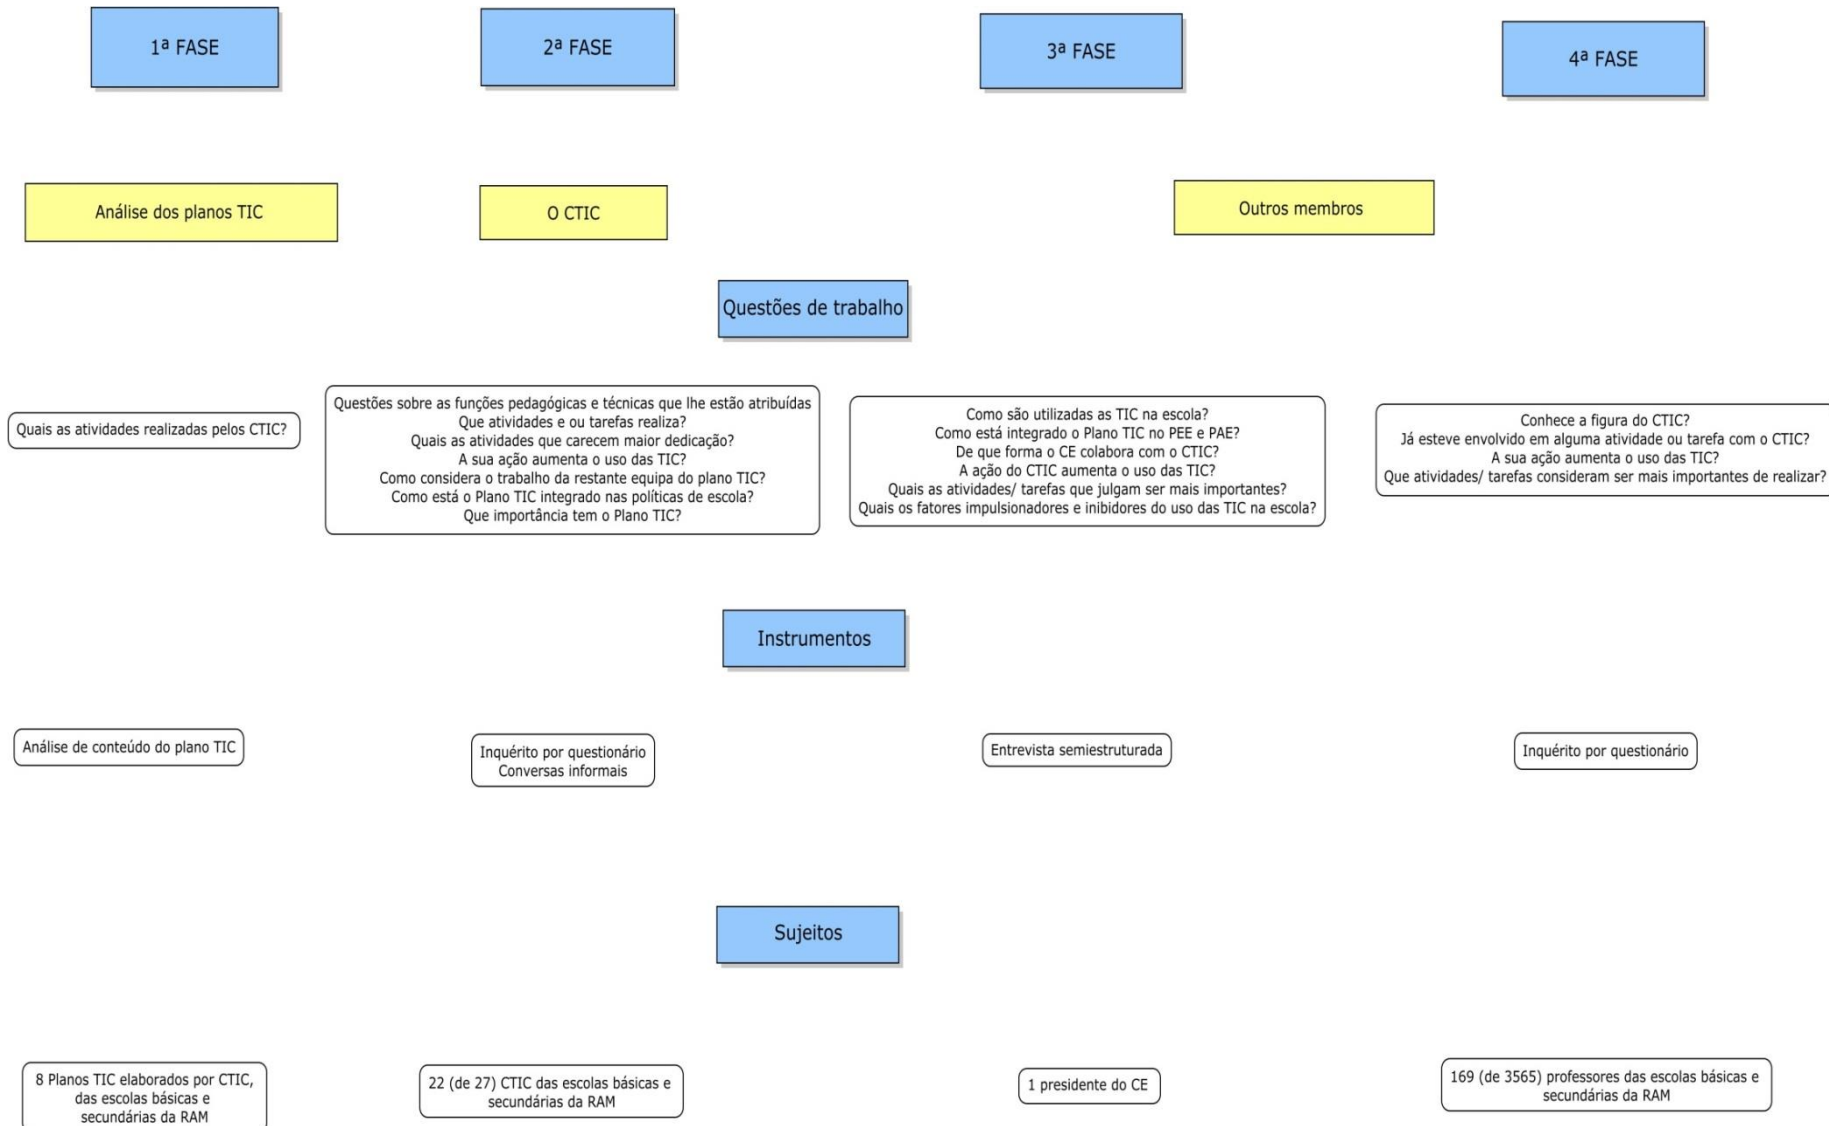 1ª FASE
2ª FASE
3ª FASE
4ª FASE
Análise dos planos TIC
O CTIC
Outros membros
Questões de trabalho
Quais as atividades realizadas pelos CTIC?
Questões sobre as funções pedagógicas e técnicas que lhe estão atribuídas
Que atividades e ou tarefas realiza?
Quais as atividades que carecem maior dedicação?
A sua ação aumenta o uso das TIC?
Como considera o trabalho da restante equipa do plano TIC?
Como está o Plano TIC integrado nas políticas de escola?
Que importância tem o Plano TIC?
Como são utilizadas as TIC na escola?
Como está integrado o Plano TIC no PEE e PAE?
De que forma o CE colabora com o CTIC?
A ação do CTIC aumenta o uso das TIC?
Quais as atividades/ tarefas que julgam ser mais importantes?
Quais os fatores impulsionadores e inibidores do uso das TIC na escola?
Conhece a figura do CTIC?
Já esteve envolvido em alguma atividade ou tarefa com o CTIC?
A sua ação aumenta o uso das TIC?
Que atividades/ tarefas consideram ser mais importantes de realizar?
Instrumentos
Análise de conteúdo do plano TIC
Inquérito por questionário
Conversas informais
Entrevista semiestruturada
Inquérito por questionário
Sujeitos
8 Planos TIC elaborados por CTIC,
das escolas básicas e
secundárias da RAM
22 (de 27) CTIC das escolas básicas e
secundárias da RAM
1 presidente do CE
169 (de 3565) professores das escolas básicas e
secundárias da RAM